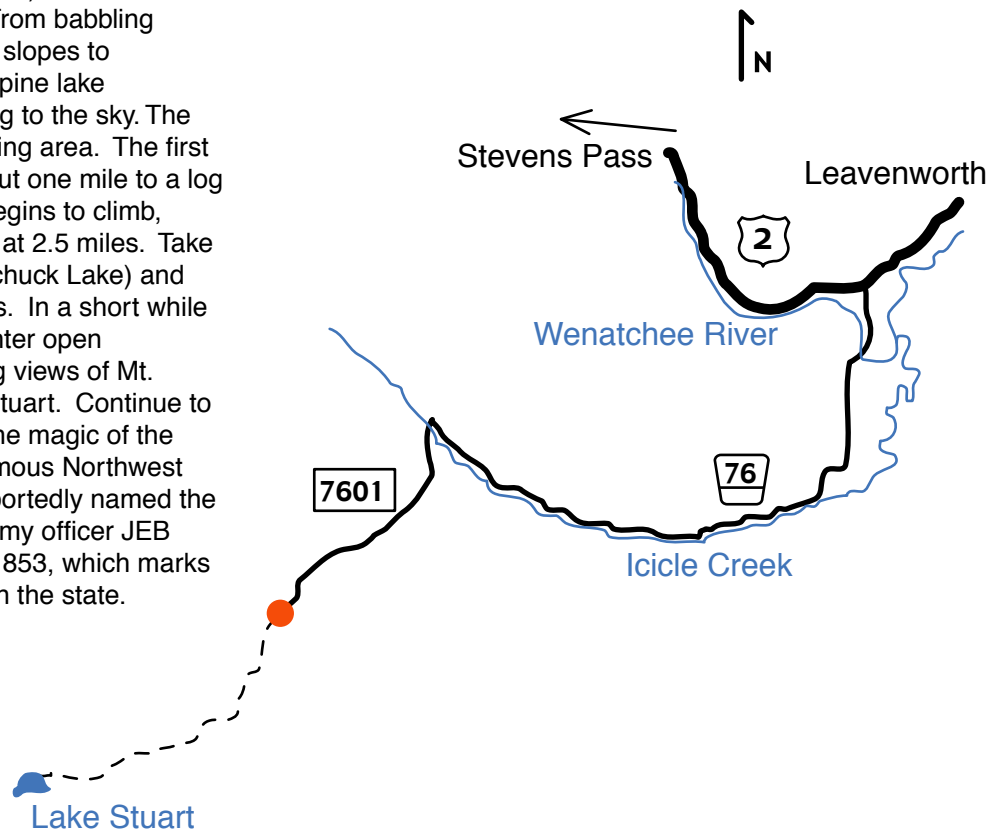 from babbling
slopes to
pine lake
g to the sky. The
ing area.  The first
ut one mile to a log
egins to climb,
at 2.5 miles.  Take
chuck Lake) and
s.  In a short while
nter open
g views of Mt.
tuart.  Continue to
he magic of the
mous Northwest
portedly named the
my officer JEB
853, which marks
n the state.
N
Stevens Pass
Leavenworth
2
Wenatchee River
76
7601
Icicle Creek
Lake Stuart